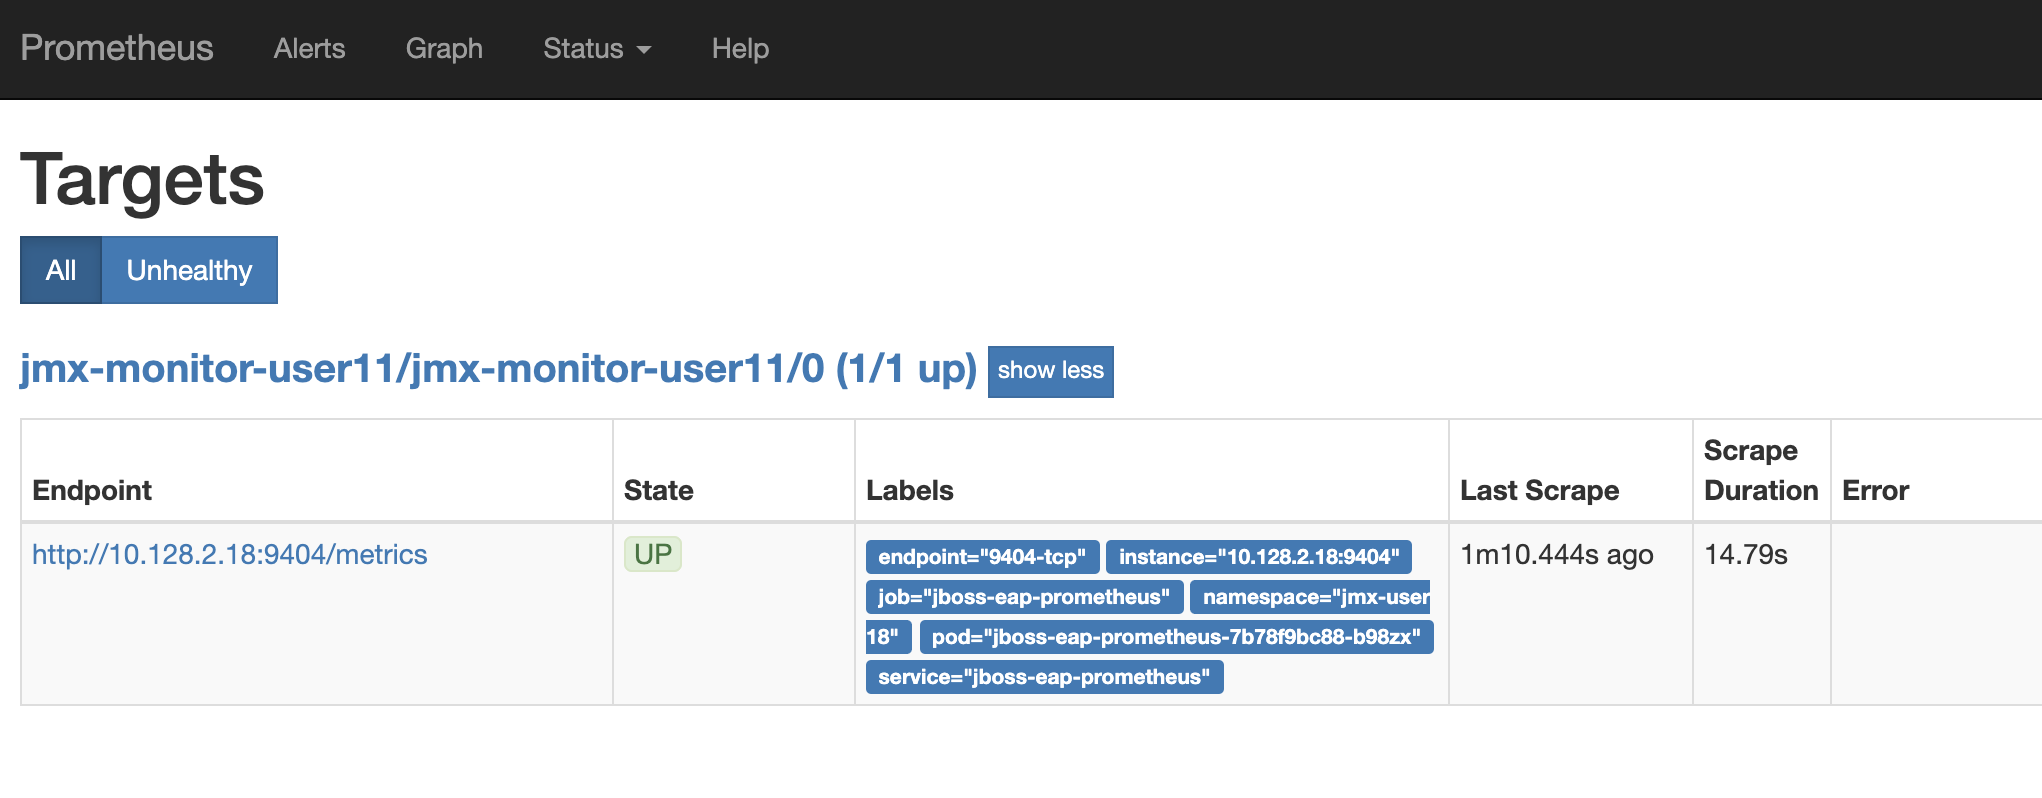 Prometheus Alerts Graph Status Help
Targets
All Unhealthy
jmx-monitor-user11/jmx-monitor-user11/0 (1/1 up) show less
Endpoint State Labels Last Scrape Scrape Duration Error
http://10.128.2.18:9404/metrics UP endpoint="9404-tcp" instance="10.128.2.18:9404" 1m10.444s ago 14.79s
job="jboss-eap-prometheus" namespace="jmx-user
18" pod="jboss-eap-prometheus-7b78f9bc88-b98zx"
service="jboss-eap-prometheus"